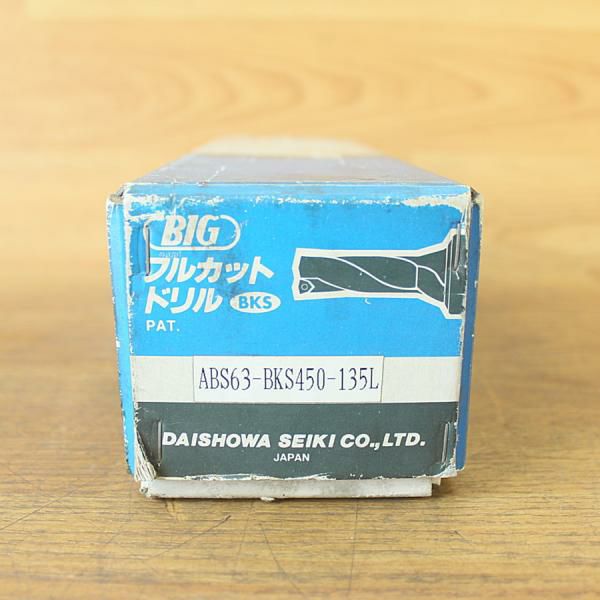 BIG
フルカット
ドリル BKS
PAT.
ABS63-BKS450-135L
DAISHOWA SEIKI CO.,LTD.
JAPAN